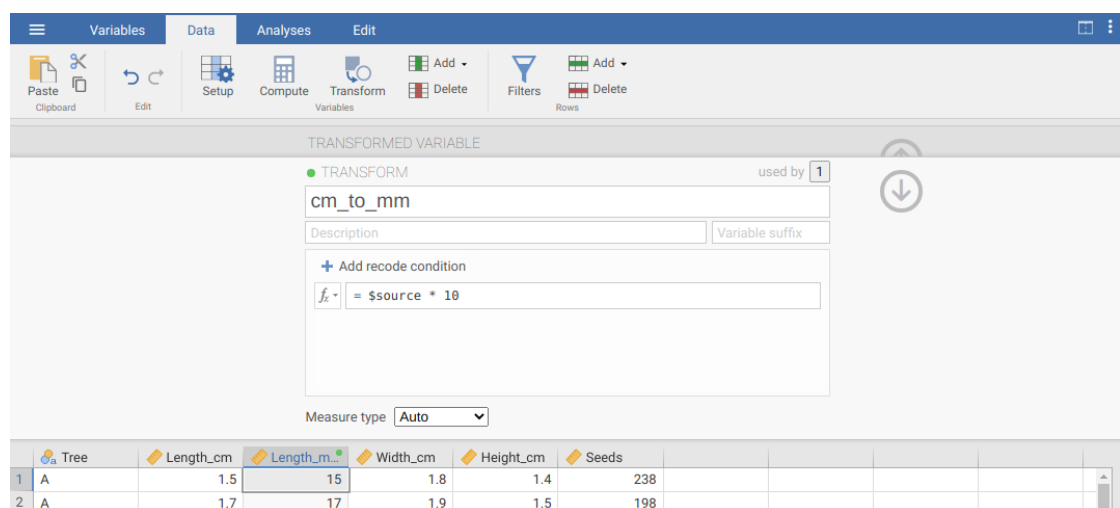 Variables Data Analyses Edit
Paste Setup Compute Transform Add Delete Filters Add Delete
Clipboard Edit Variables Rows
TRANSFORMED VARIABLE
TRANSFORM used by 1
cm_to_mm
Description Variable suffix
Add recode condition
fx = $source * 10
Measure type Auto
Tree Length_cm Length_m... Width_cm Height_cm Seeds
1 A 1.5 15 1.8 1.4 238
2 A 1.7 17 1.9 1.5 198